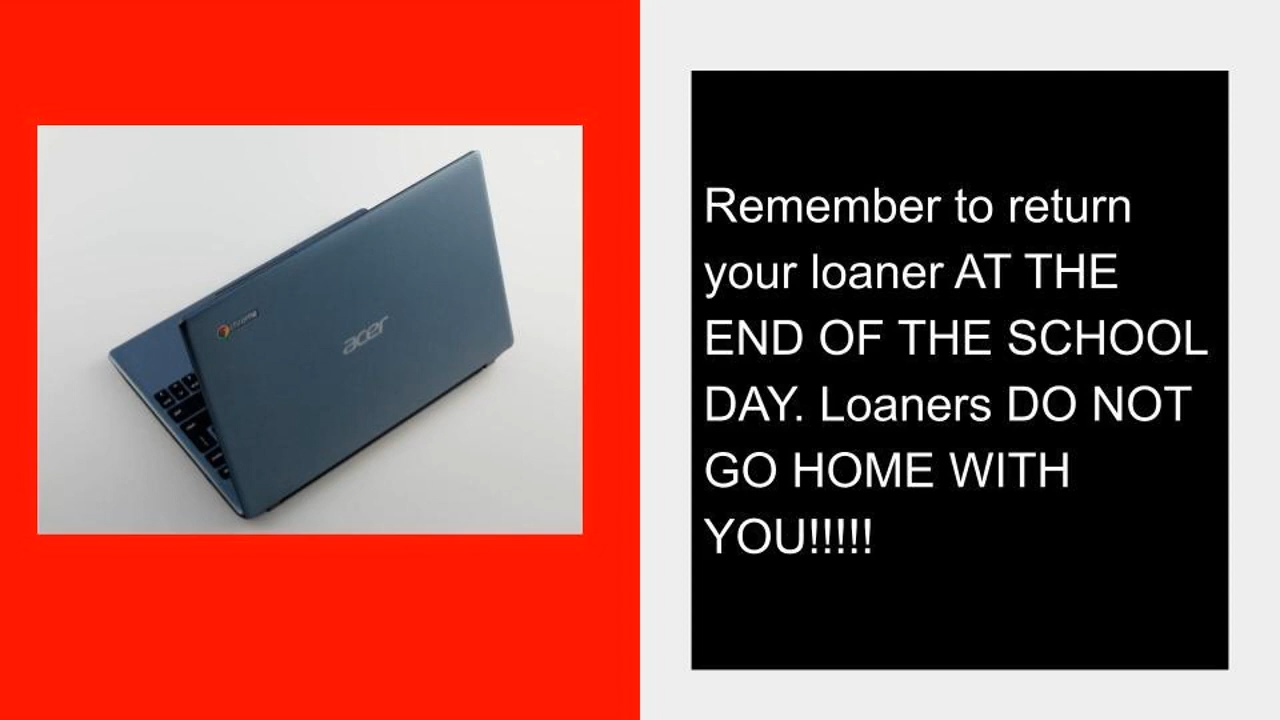 chrome
acer
Remember to return
your loaner AT THE
END OF THE SCHOOL
DAY. Loaners DO NOT
GO HOME WITH
YOU!!!!!